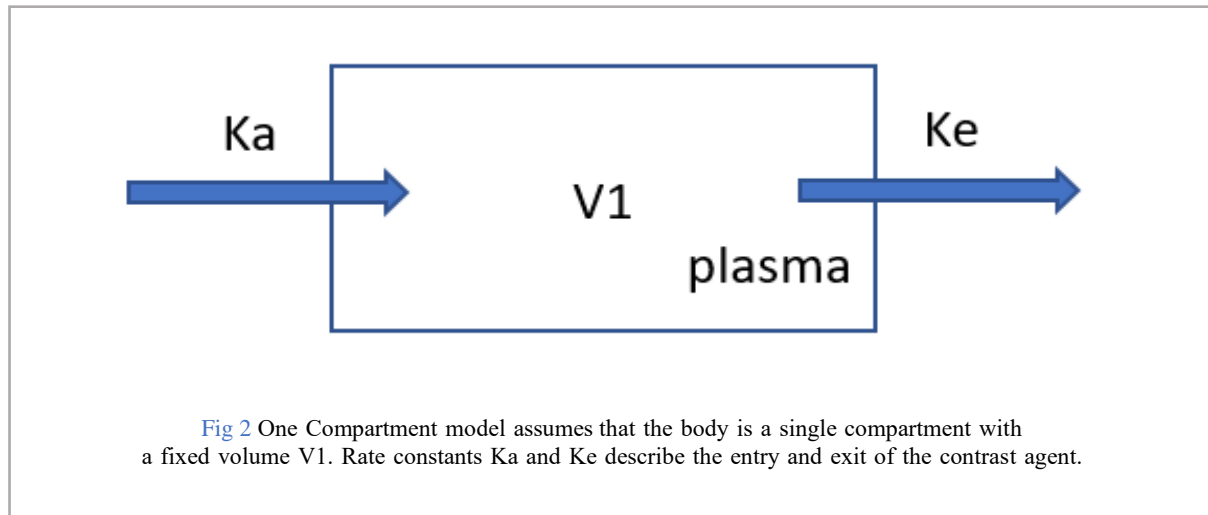 Ka
Ke
V1
plasma
Fig 2 One Compartment model assumes that the body is a single compartment with
a fixed volume V1. Rate constants Ka and Ke describe the entry and exit of the contrast agent.